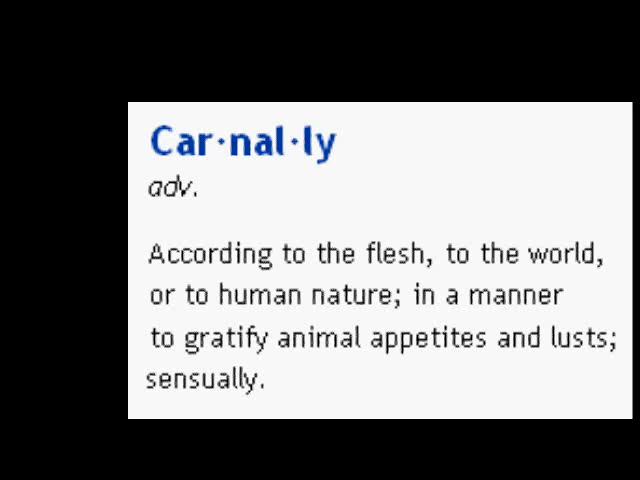 Car·nal·ly
adv.
According to the flesh, to the world,
or to human nature; in a manner
to gratify animal appetites and lusts;
sensually.